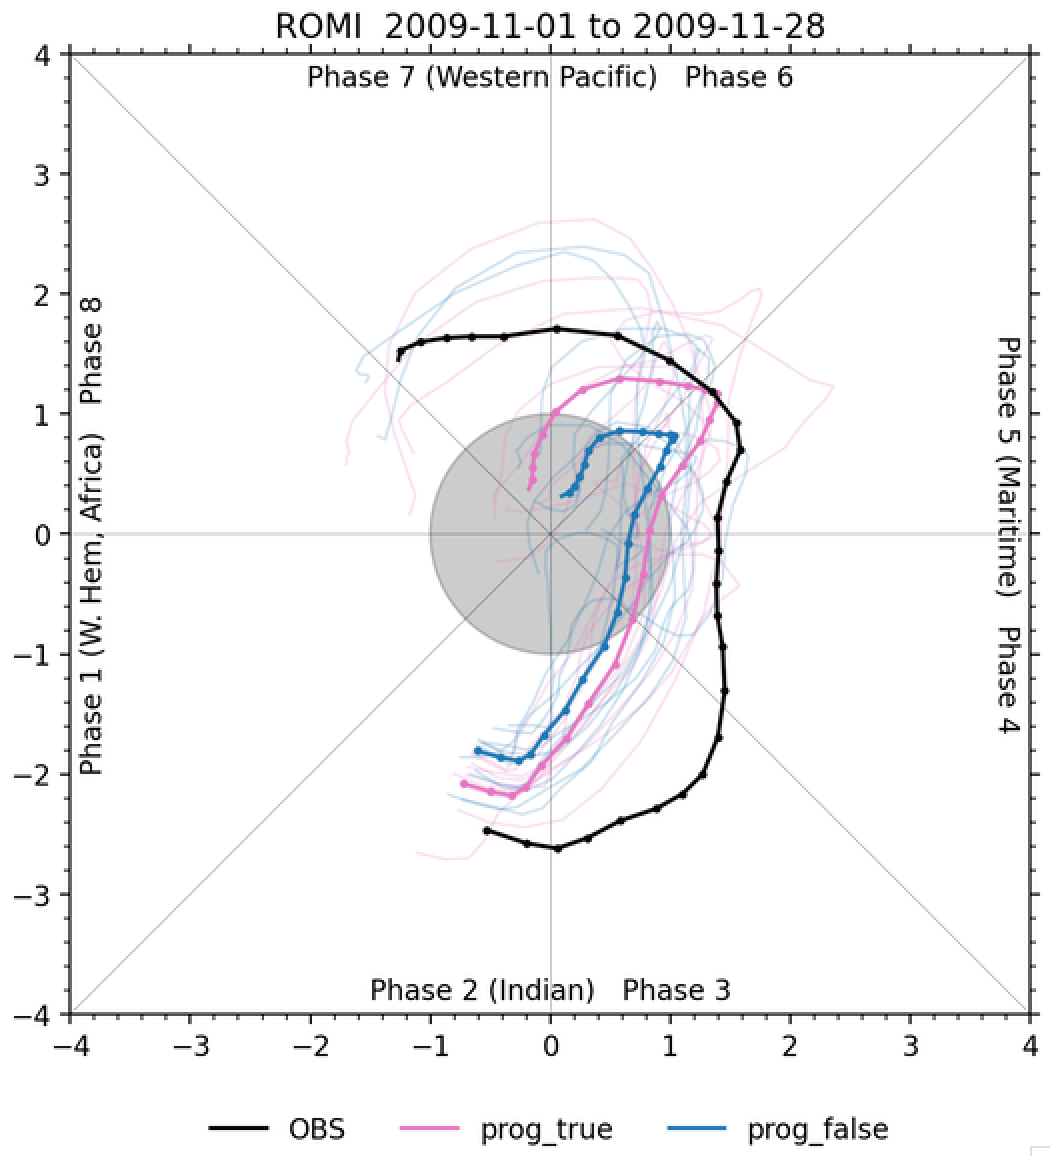 ROMI 2009-11-01 to 2009-11-28
4
Phase 7 (Western Pacific) Phase 6
3
2
1
0
−1
−2
−3
−4
Phase 1 (W. Hem, Africa) Phase 8
Phase 5 (Maritime) Phase 4
Phase 2 (Indian) Phase 3
−4 −3 −2 −1 0 1 2 3 4
OBS prog_true prog_false